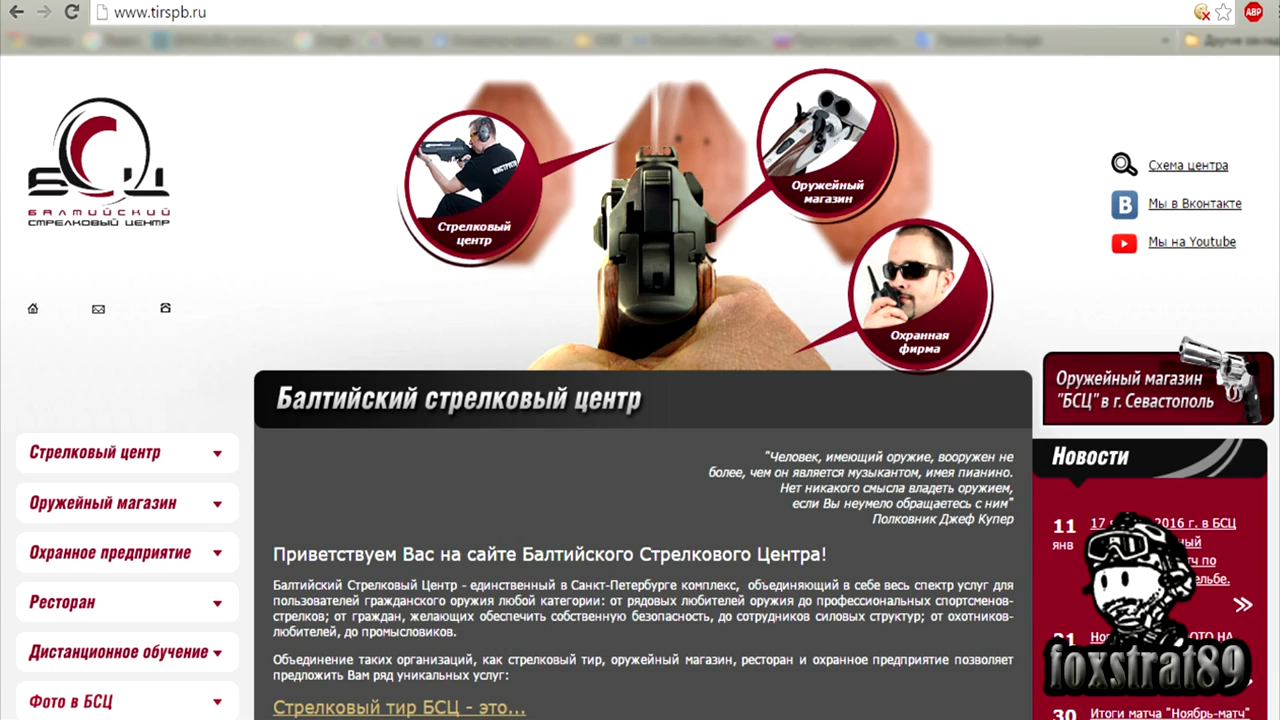 www.tirspb.ru
ABP
БСЦ
БАЛТИЙСКИЙ
СТРЕЛКОВЫЙ ЦЕНТР
Стрелковый
центр
Оружейный
магазин
Охранная
фирма
Схема центра
Мы в Вконтакте
Мы на Youtube
Оружейный магазин
"БСЦ" в г. Севастополь
Балтийский стрелковый центр
Стрелковый центр
Оружейный магазин
Охранное предприятие
Ресторан
Дистанционное обучение
Фото в БСЦ
"Человек, имеющий оружие, вооружен не
более, чем он является музыкантом, имея пианино.
Нет никакого смысла владеть оружием,
если Вы неумело обращаетесь с ним"
Полковник Джеф Купер
Приветствуем Вас на сайте Балтийского Стрелкового Центра!
Балтийский Стрелковый Центр - единственный в Санкт-Петербурге комплекс, объединяющий в себе весь спектр услуг для
пользователей гражданского оружия любой категории: от рядовых любителей оружия до профессиональных спортсменов-
стрелков; от граждан, желающих обеспечить собственную безопасность, до сотрудников силовых структур; от охотников-
любителей, до промысловиков.
Объединение таких организаций, как стрелковый тир, оружейный магазин, ресторан и охранное предприятие позволяет
предложить Вам ряд уникальных услуг:
Стрелковый тир БСЦ - это...
Новости
11
янв
17 2016 г. в БСЦ
по
21
НА
foxstrat89
30
Итоги матча "Ноябрь-матч"